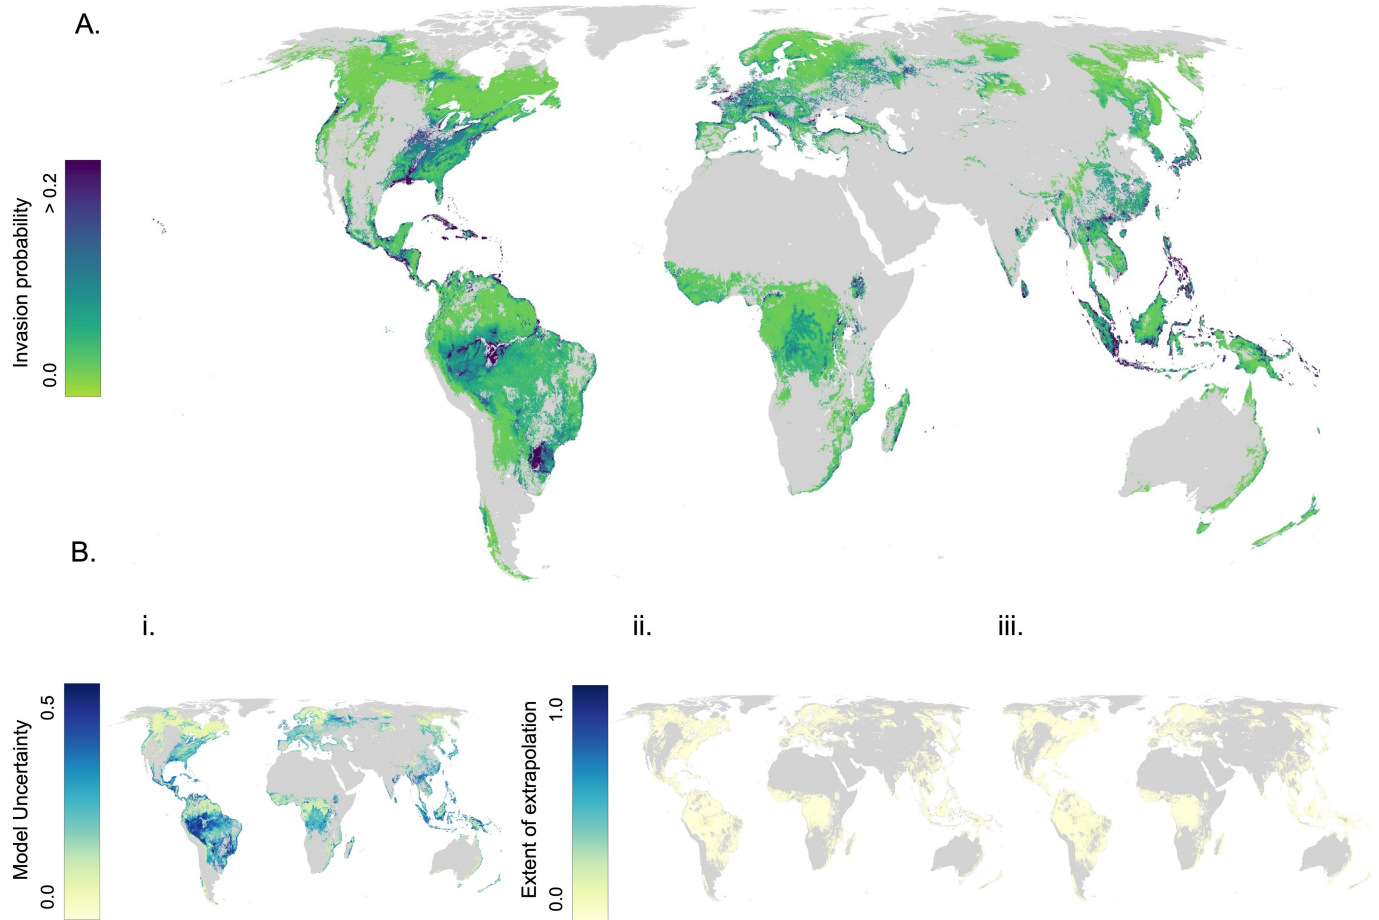 A.
Invasion probability
> 0.2
0.0
B.
i.
ii.
iii.
Model Uncertainty
0.5
0.0
Extent of extrapolation
1.0
0.0